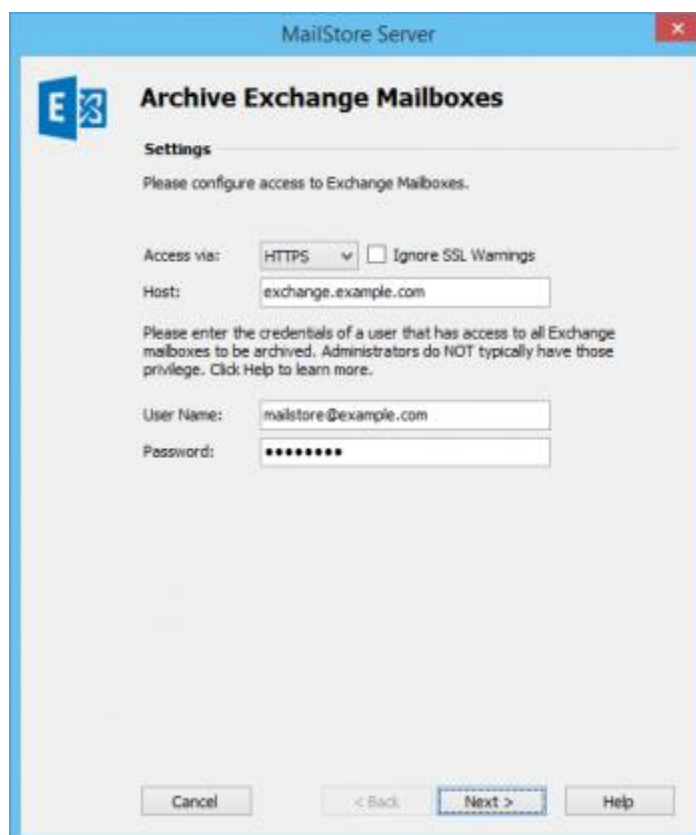 MailStore Server
Archive Exchange Mailboxes
Settings
Please configure access to Exchange Mailboxes.
Access via: HTTPS Ignore SSL Warnings
Host: exchange.example.com
Please enter the credentials of a user that has access to all Exchange
mailboxes to be archived. Administrators do NOT typically have those
privilege. Click Help to learn more.
User Name: mailstore@example.com
Password: ••••••••
Cancel < Back Next > Help